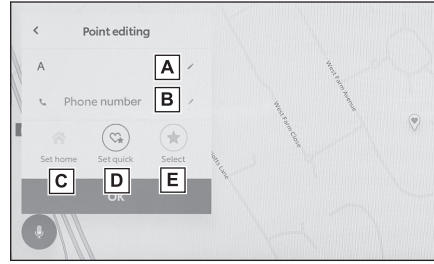 Point editing
A
A
Phone number
B
Set home
Set quick
Select
C
D
E
OK
West Farm Avenue
West Farm Close
Lane